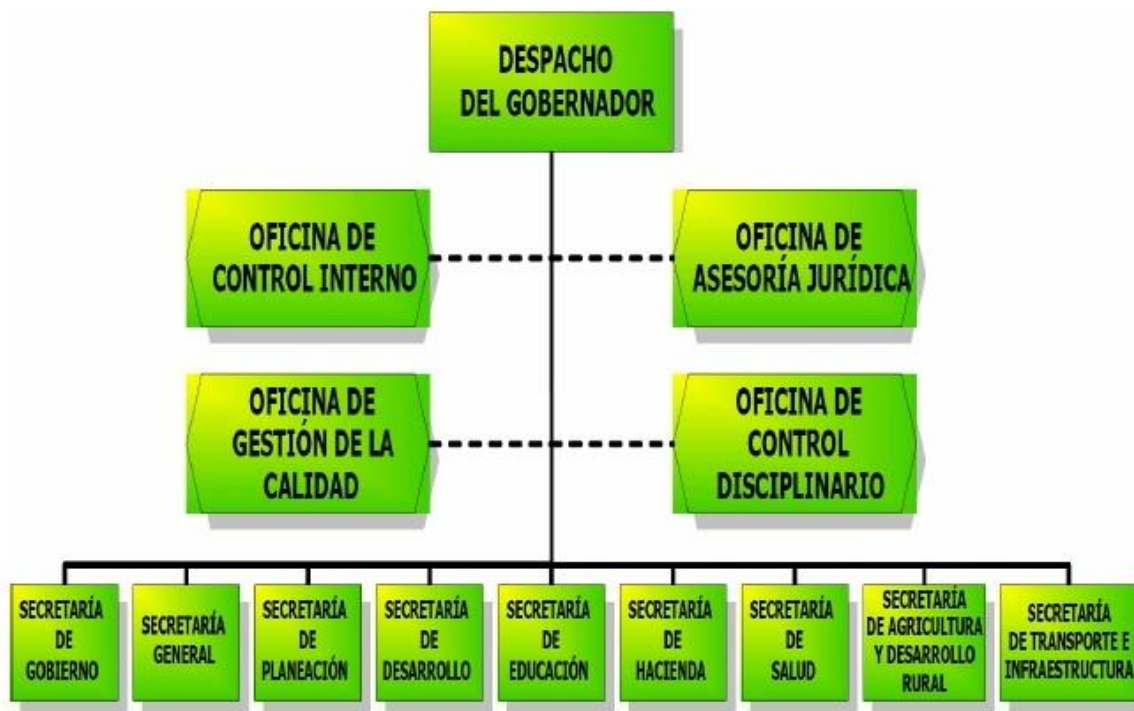 DESPACHO
DEL GOBERNADOR
OFICINA DE
CONTROL INTERNO
OFICINA DE
ASESORÍA JURÍDICA
OFICINA DE
GESTIÓN DE LA
CALIDAD
OFICINA DE
CONTROL
DISCIPLINARIO
SECRETARÍA
DE
GOBIERNO
SECRETARÍA
GENERAL
SECRETARÍA
DE
PLANEACIÓN
SECRETARÍA
DE
DESARROLLO
SECRETARÍA
DE
EDUCACIÓN
SECRETARÍA
DE
HACIENDA
SECRETARÍA
DE
SALUD
SECRETARÍA
DE AGRICULTURA
Y DESARROLLO
RURAL
SECRETARÍA
DE TRANSPORTE E
INFRAESTRUCTURA